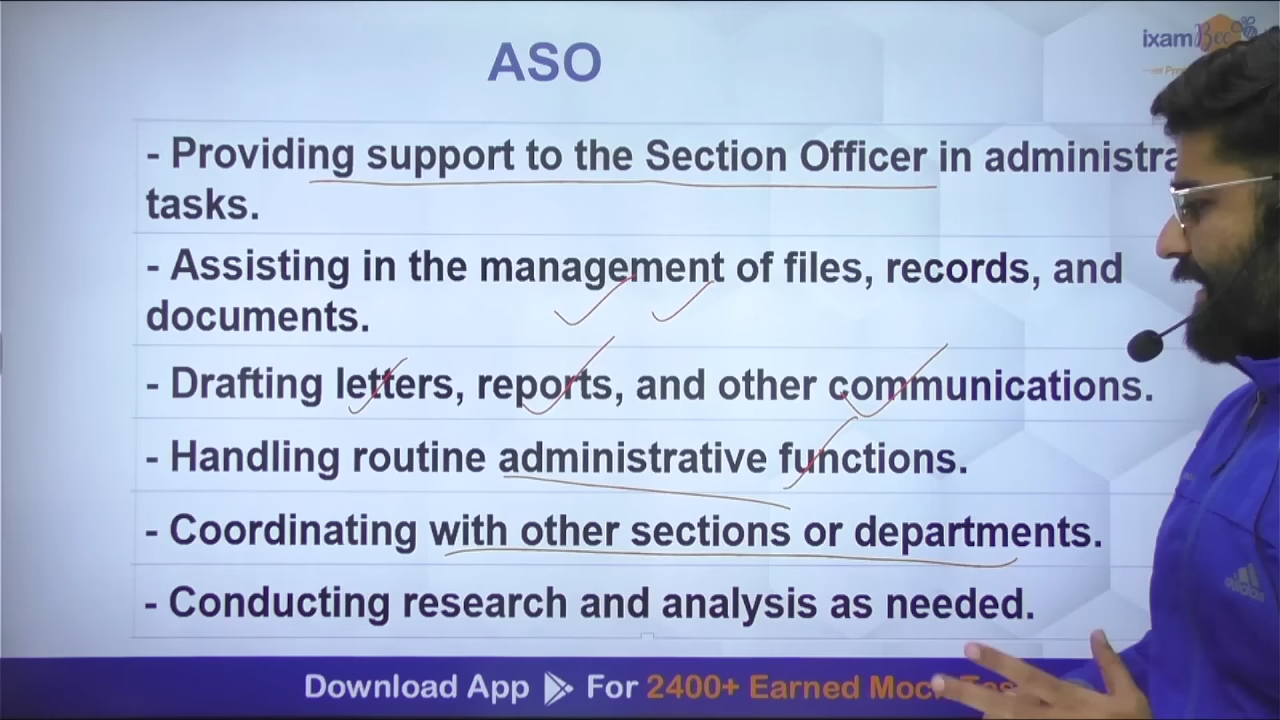 ixamBee
ASO
- Providing support to the Section Officer in
tasks.
- Assisting in the management of files, records, and
documents.
- Drafting letters, reports, and other communications.
- Handling routine administrative functions.
- Coordinating with other sections or departments.
- Conducting research and analysis as needed.
adidas
Download App For 2400+ Earned